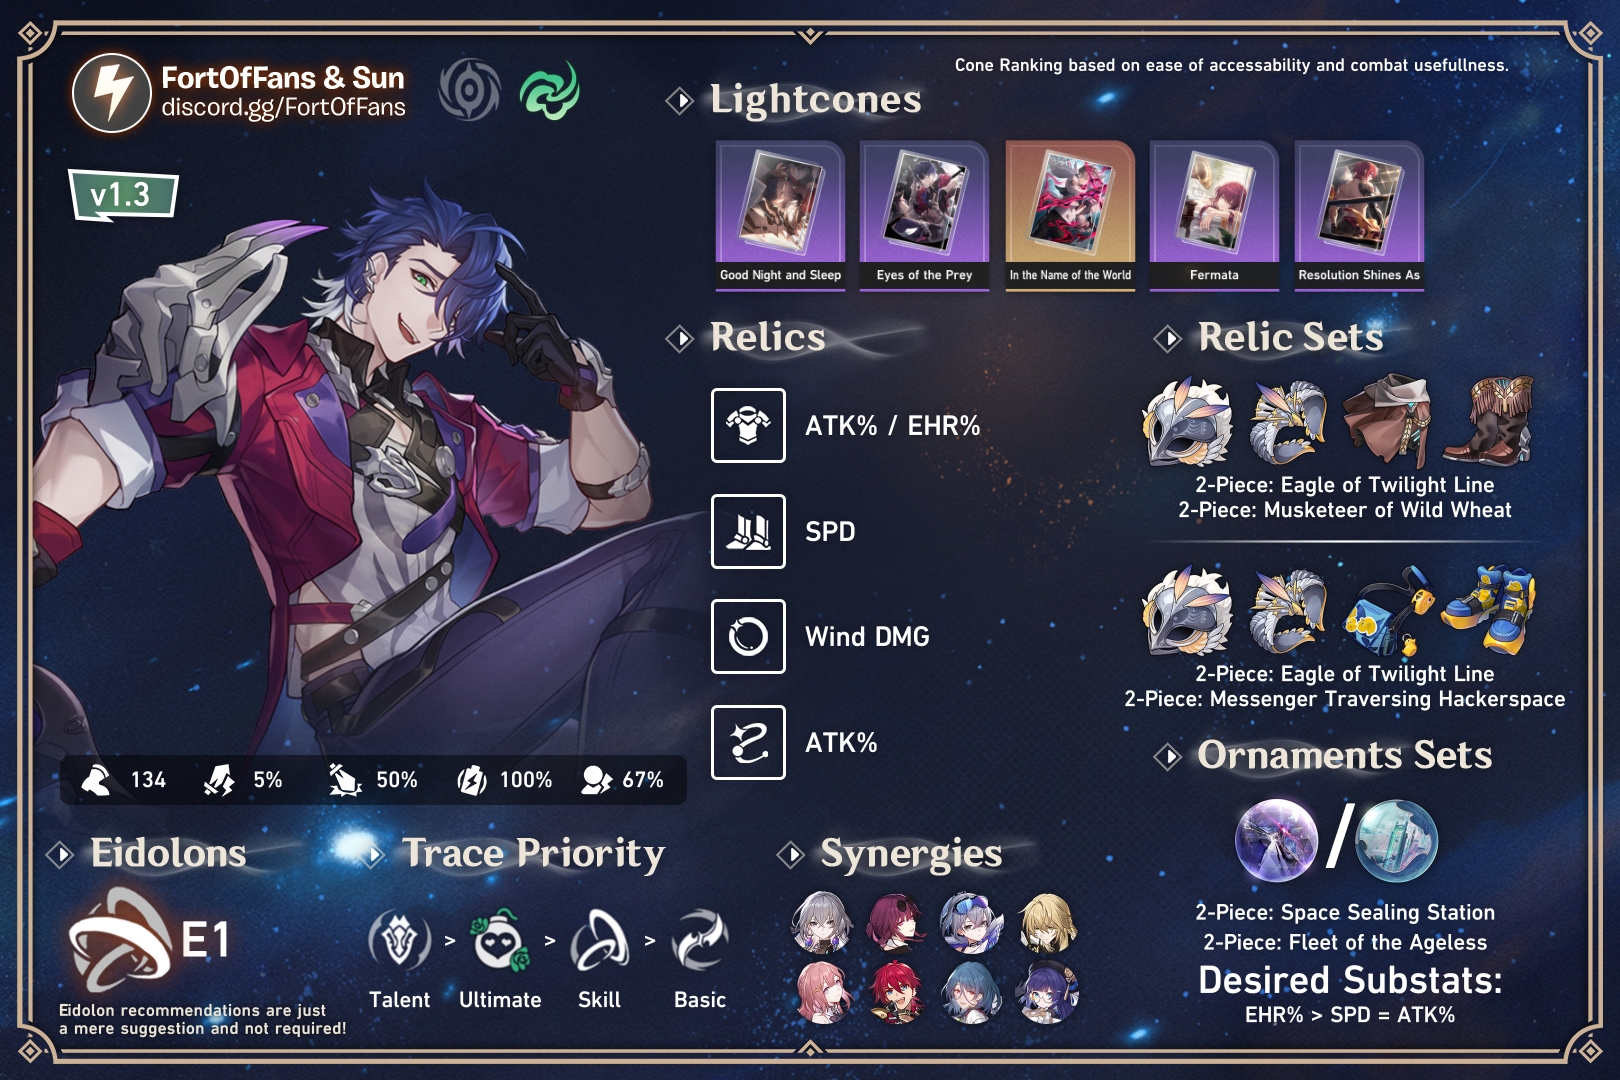 FortOfFans & Sun
discord.gg/FortOfFans
v1.3
Cone Ranking based on ease of accessability and combat usefullness.
Lightcones
Good Night and Sleep
Eyes of the Prey
In the Name of the World
Fermata
Resolution Shines As
Relics
ATK% / EHR%
SPD
Wind DMG
ATK%
Relic Sets
2-Piece: Eagle of Twilight Line
2-Piece: Musketeer of Wild Wheat
2-Piece: Eagle of Twilight Line
2-Piece: Messenger Traversing Hackerspace
Ornaments Sets
/
2-Piece: Space Sealing Station
2-Piece: Fleet of the Ageless
Desired Substats:
EHR% > SPD = ATK%
134 5% 50% 100% 67%
Eidolons
E1
Eidolon recommendations are just
a mere suggestion and not required!
Trace Priority
> > >
Talent Ultimate Skill Basic
Synergies